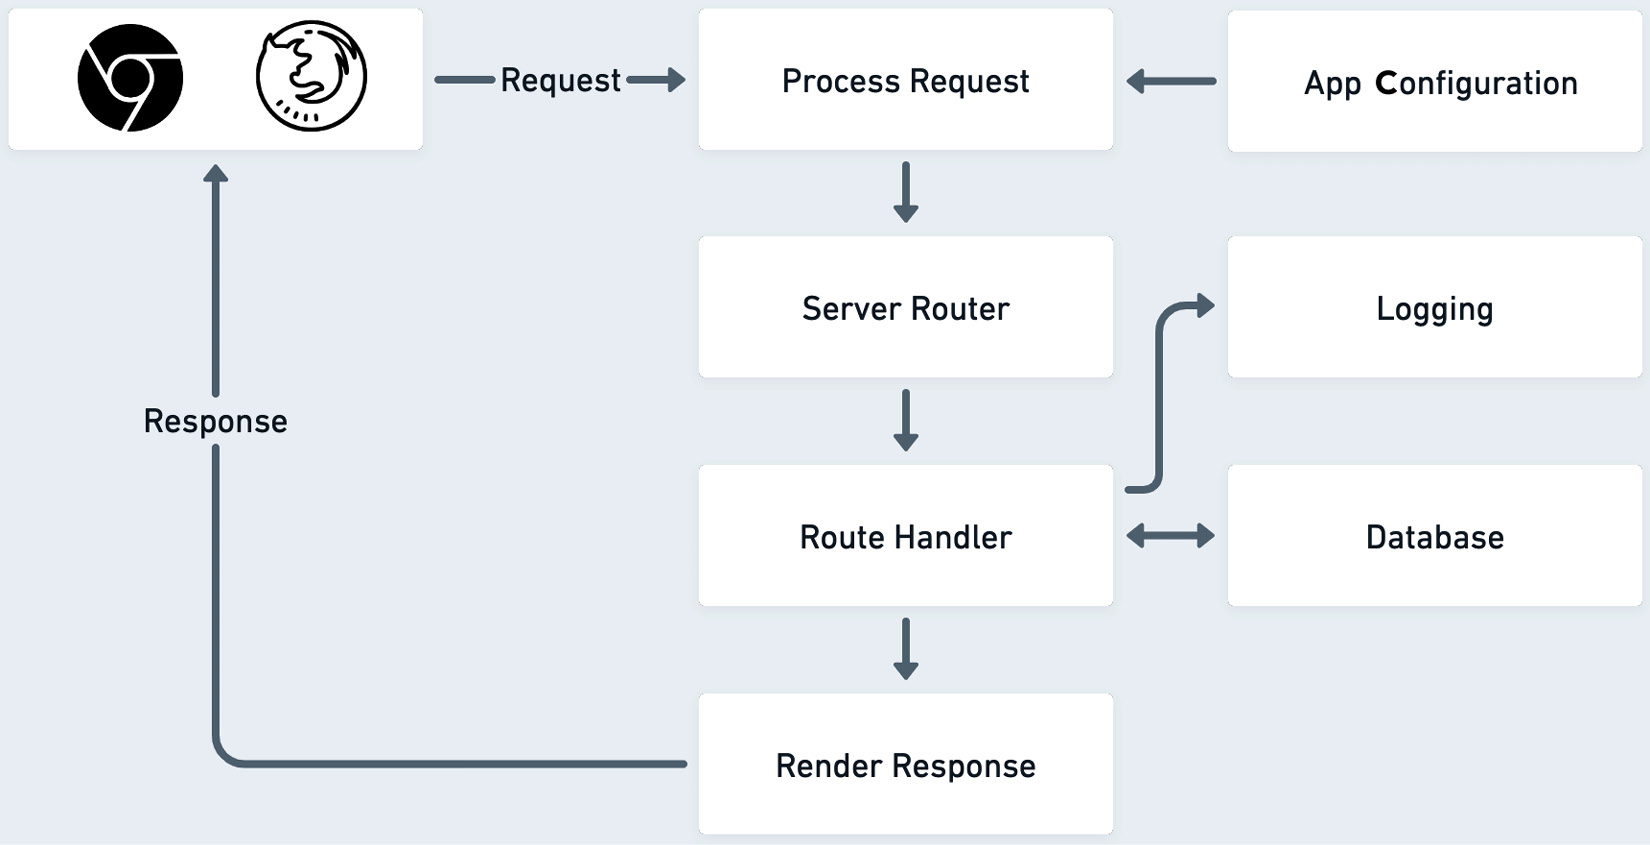 Request
Process Request
App Configuration
Server Router
Logging
Response
Route Handler
Database
Render Response